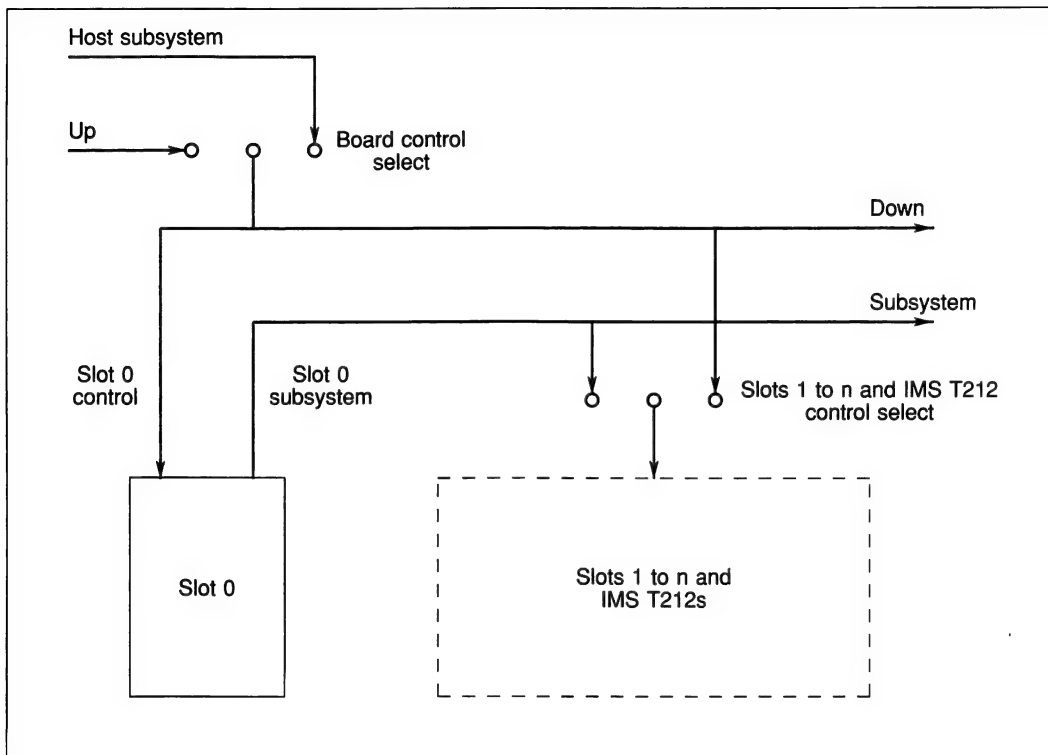 Host subsystem
Up
Board control
select
Down
Subsystem
Slot 0
control
Slot 0
subsystem
Slots 1 to n and IMS T212
control select
Slot 0
Slots 1 to n and
IMS T212s